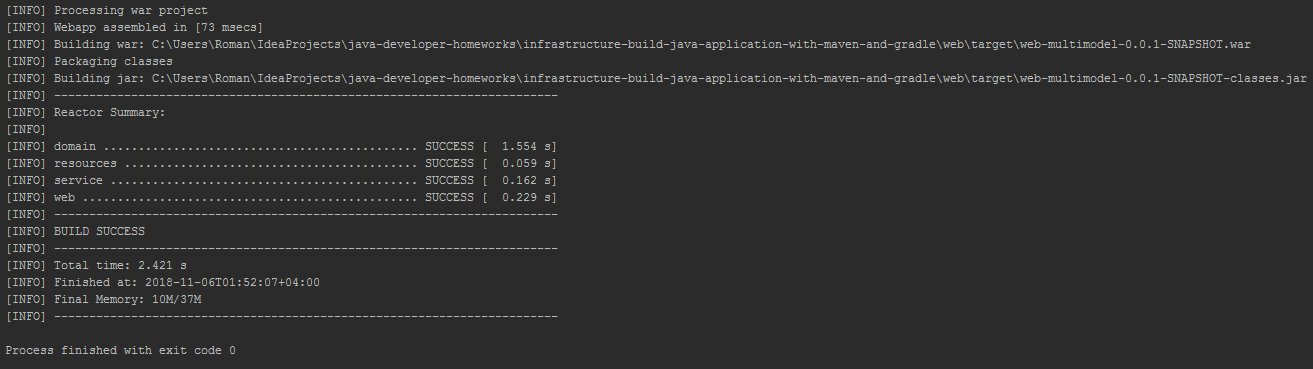 [INFO] Processing war project
[INFO] Webapp assembled in [73 msecs]
[INFO] Building war: C:\Users\Roman\IdeaProjects\java-developer-homeworks\infrastructure-build-java-application-with-maven-and-gradle\web\target\web-multimodel-0.0.1-SNAPSHOT.war
[INFO] Packaging classes
[INFO] Building jar: C:\Users\Roman\IdeaProjects\java-developer-homeworks\infrastructure-build-java-application-with-maven-and-gradle\web\target\web-multimodel-0.0.1-SNAPSHOT-classes.jar
[INFO] ------------------------------------------------------------------------
[INFO] Reactor Summary:
[INFO]
[INFO] domain ............................................. SUCCESS [  1.554 s]
[INFO] resources .......................................... SUCCESS [  0.059 s]
[INFO] service ............................................ SUCCESS [  0.162 s]
[INFO] web ................................................ SUCCESS [  0.229 s]
[INFO] ------------------------------------------------------------------------
[INFO] BUILD SUCCESS
[INFO] ------------------------------------------------------------------------
[INFO] Total time: 2.421 s
[INFO] Finished at: 2018-11-06T01:52:07+04:00
[INFO] Final Memory: 10M/37M
[INFO] ------------------------------------------------------------------------
Process finished with exit code 0